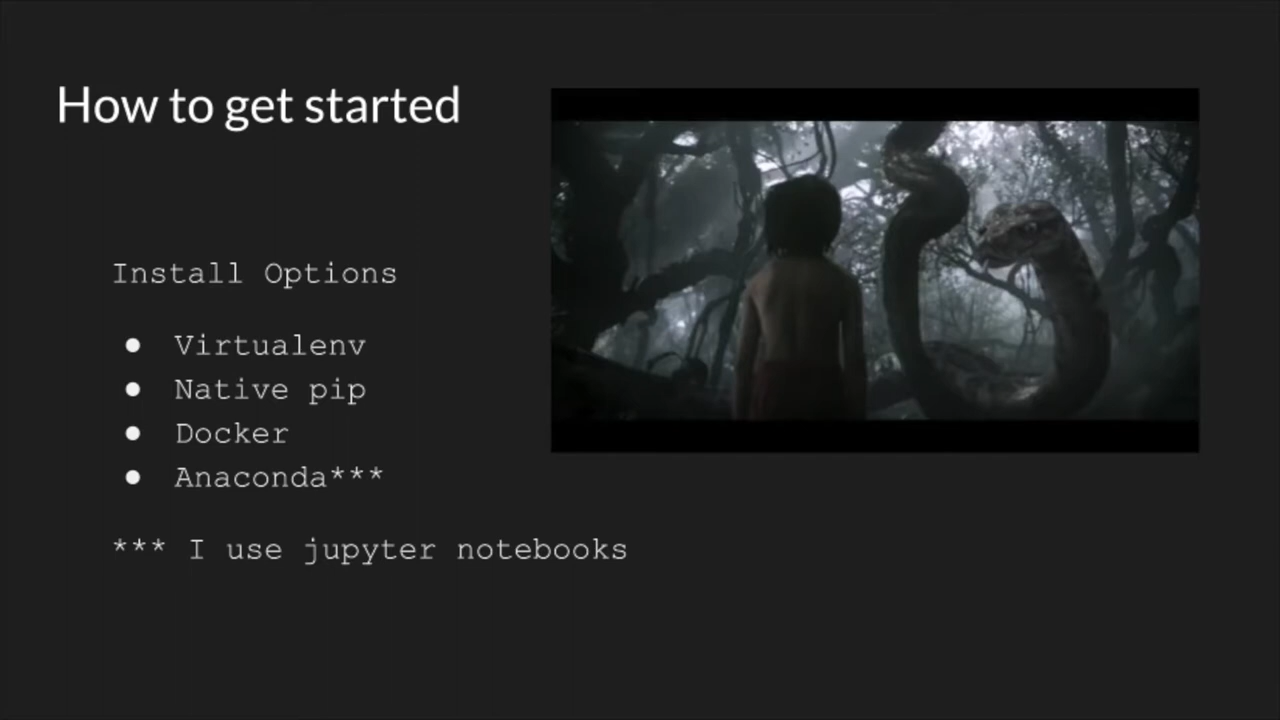 How to get started
Install Options
● Virtualenv
● Native pip
● Docker
● Anaconda***
*** I use jupyter notebooks